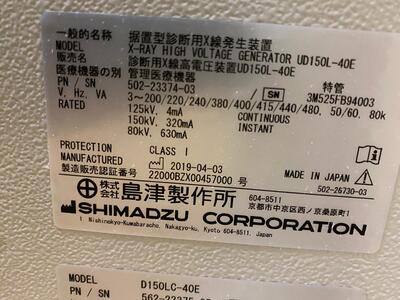 一般的名称 据置型診断用X線発生装置
MODEL X-RAY HIGH VOLTAGE GENERATOR UD150L-40E
販売名 診断用X線高電圧装置UD150L-40E
医療機器の分類 管理医療機器 特管
PN / SN 502-23374-03 / SN 3M525FB94003
V, Hz, VA 3~200/220/240/380/400/415/440/480, 50/60, 80k
RATED 125kV, 4mA CONTINUOUS
150kV, 320mA INSTANT
80kV, 630mA
PROTECTION CLASS I
MEDICAL 2019-04-03 MADE IN JAPAN
製造販売認証番号 22000BZX00457000 号 502-26730-03
株式会社 島津製作所 604-8511
京都市中京区西ノ京桑原町1
SHIMADZU CORPORATION
1, Nishinokyo-Kuwabaracho, Nakagyo-ku, Kyoto 604-8511, Japan
MODEL D150LC-40E
PN / SN